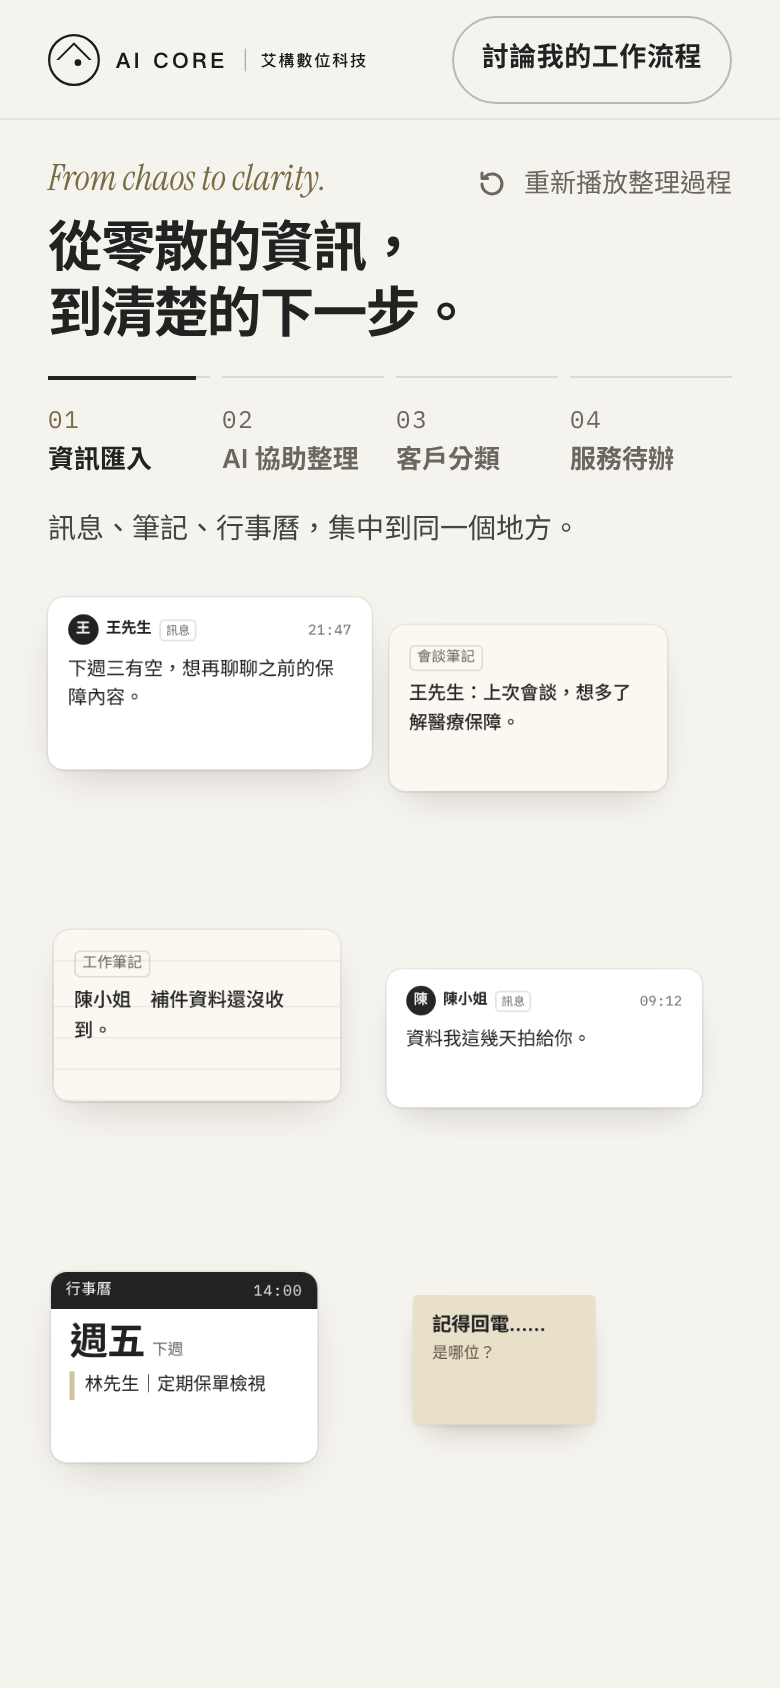 AI CORE | 艾構數位科技
討論我的工作流程
From chaos to clarity.
重新播放整理過程
從零散的資訊，
到清楚的下一步。
01
資訊匯入
02
AI 協助整理
03
客戶分類
04
服務待辦
訊息、筆記、行事曆，集中到同一個地方。
王 王先生 訊息 21:47
下週三有空，想再聊聊之前的保
障內容。
會談筆記
王先生：上次會談，想多了
解醫療保障。
工作筆記
陳小姐　補件資料還沒收
到。
陳 陳小姐 訊息 09:12
資料我這幾天拍給你。
行事曆 14:00
週五 下週
林先生｜定期保單檢視
記得回電……
是哪位？